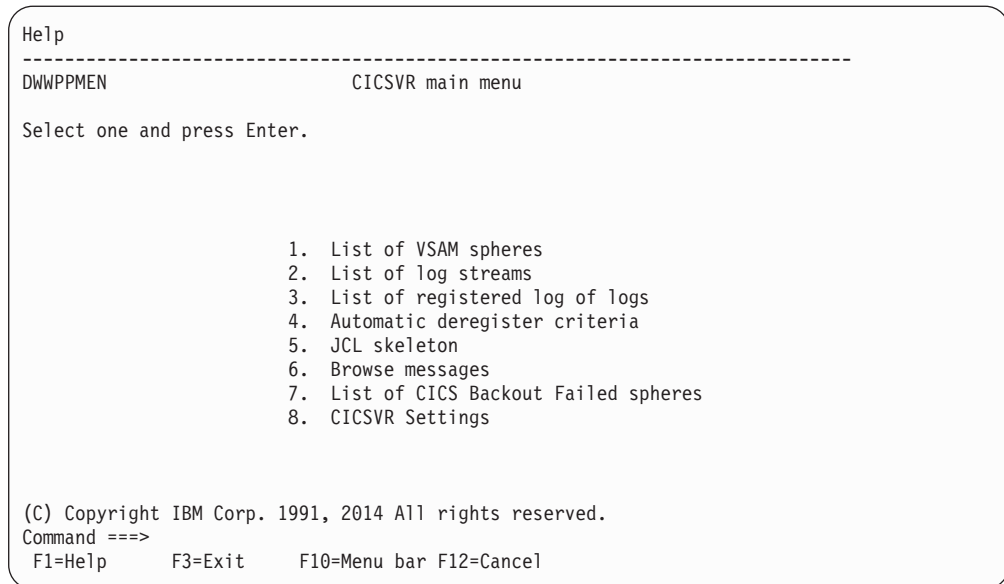 Help
-------------------------------------------------------------------------------
DWWPPMEN CICSVR main menu
Select one and press Enter.
1. List of VSAM spheres
2. List of log streams
3. List of registered log of logs
4. Automatic deregister criteria
5. JCL skeleton
6. Browse messages
7. List of CICS Backout Failed spheres
8. CICSVR Settings
(C) Copyright IBM Corp. 1991, 2014 All rights reserved.
Command ===>
F1=Help F3=Exit F10=Menu bar F12=Cancel